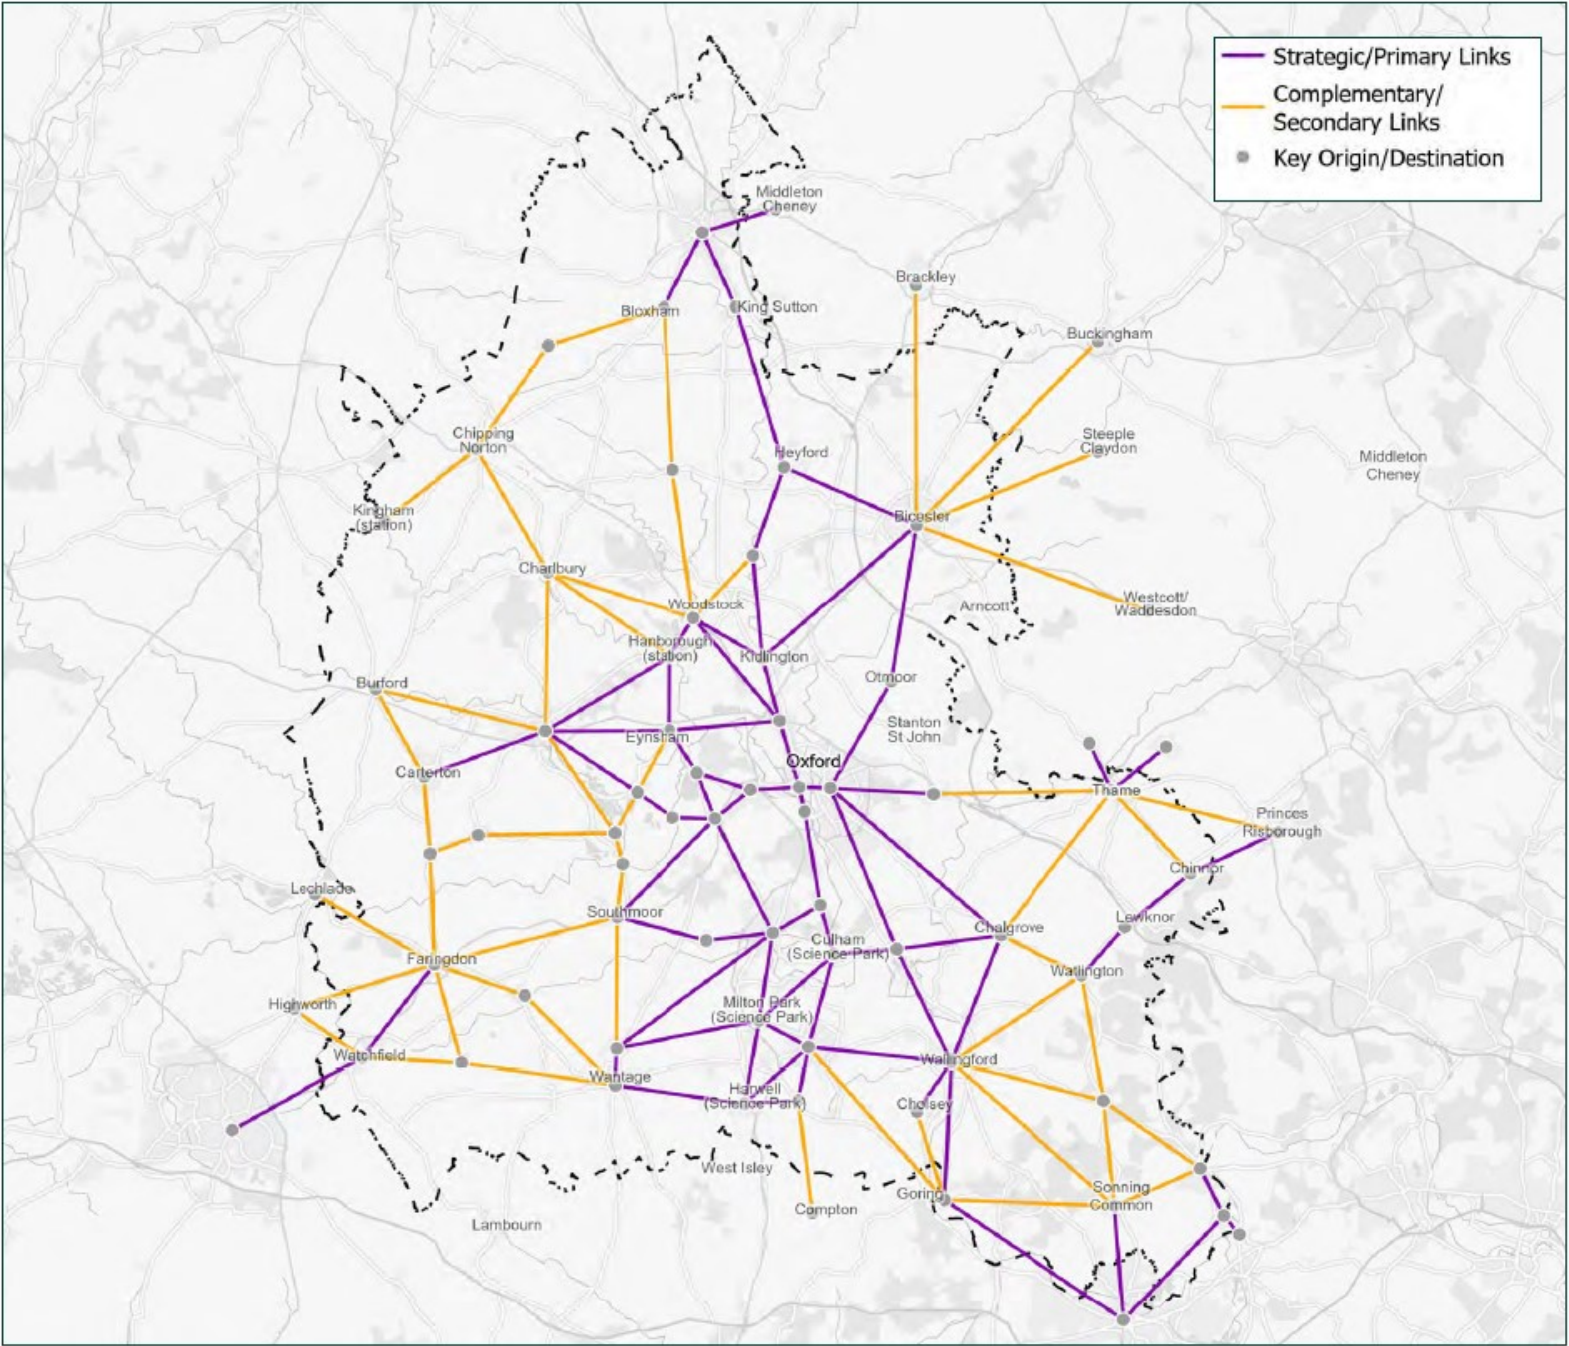 Strategic/Primary Links
Complementary/
Secondary Links
Key Origin/Destination
Middleton
Cheney
Brackley
Bloxham
King Sutton
Buckingham
Chipping
Norton
Heyford
Steeple
Claydon
Middleton
Cheney
Kingham
(station)
Bicester
Charlbury
Woodstock
Arncott
Westcott/
Waddesdon
Hanborough
(station)
Kidlington
Otmoor
Burford
Stanton
St John
Eynsham
Oxford
Carterton
Thame
Princes
Risborough
Chinnor
Lechlade
Southmoor
Lewknor
Chalgrove
Culham
(Science Park)
Faringdon
Watlington
Highworth
Milton Park
(Science Park)
Watchfield
Wallingford
Wantage
Harwell
(Science Park)
Cholsey
West Isley
Goring
Sonning
Common
Compton
Lambourn